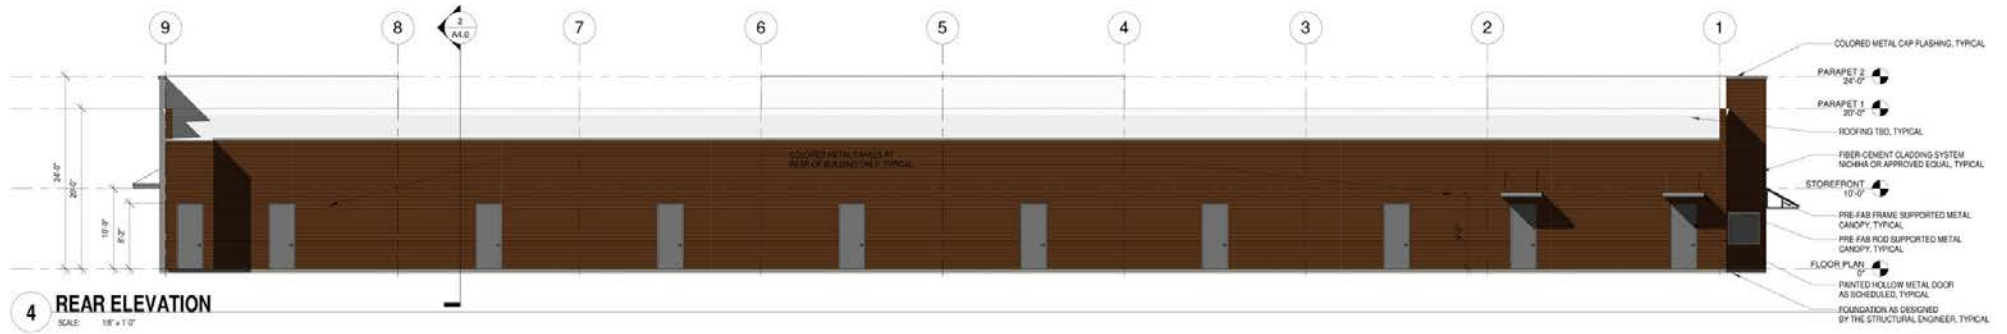 9
8
2
A4.0
7
6
5
4
3
2
1
COLORED METAL CAP FLASHING, TYPICAL
PARAPET 2
24'-0"
PARAPET 1
20'-0"
ROOFING TBD, TYPICAL
COLORED METAL PANELS AT
REAR OF BUILDING ONLY, TYPICAL
FIBER-CEMENT CLADDING SYSTEM
NICHIHA OR APPROVED EQUAL, TYPICAL
24'-0"
20'-0"
STOREFRONT
10'-0"
10'-0"
8'-2"
PRE-FAB FRAME SUPPORTED METAL
CANOPY, TYPICAL
PRE-FAB ROD SUPPORTED METAL
CANOPY, TYPICAL
FLOOR PLAN
0"
PAINTED HOLLOW METAL DOOR
AS SCHEDULED, TYPICAL
FOUNDATION AS DESIGNED
BY THE STRUCTURAL ENGINEER, TYPICAL
4 REAR ELEVATION
SCALE: 1/8" = 1'-0"